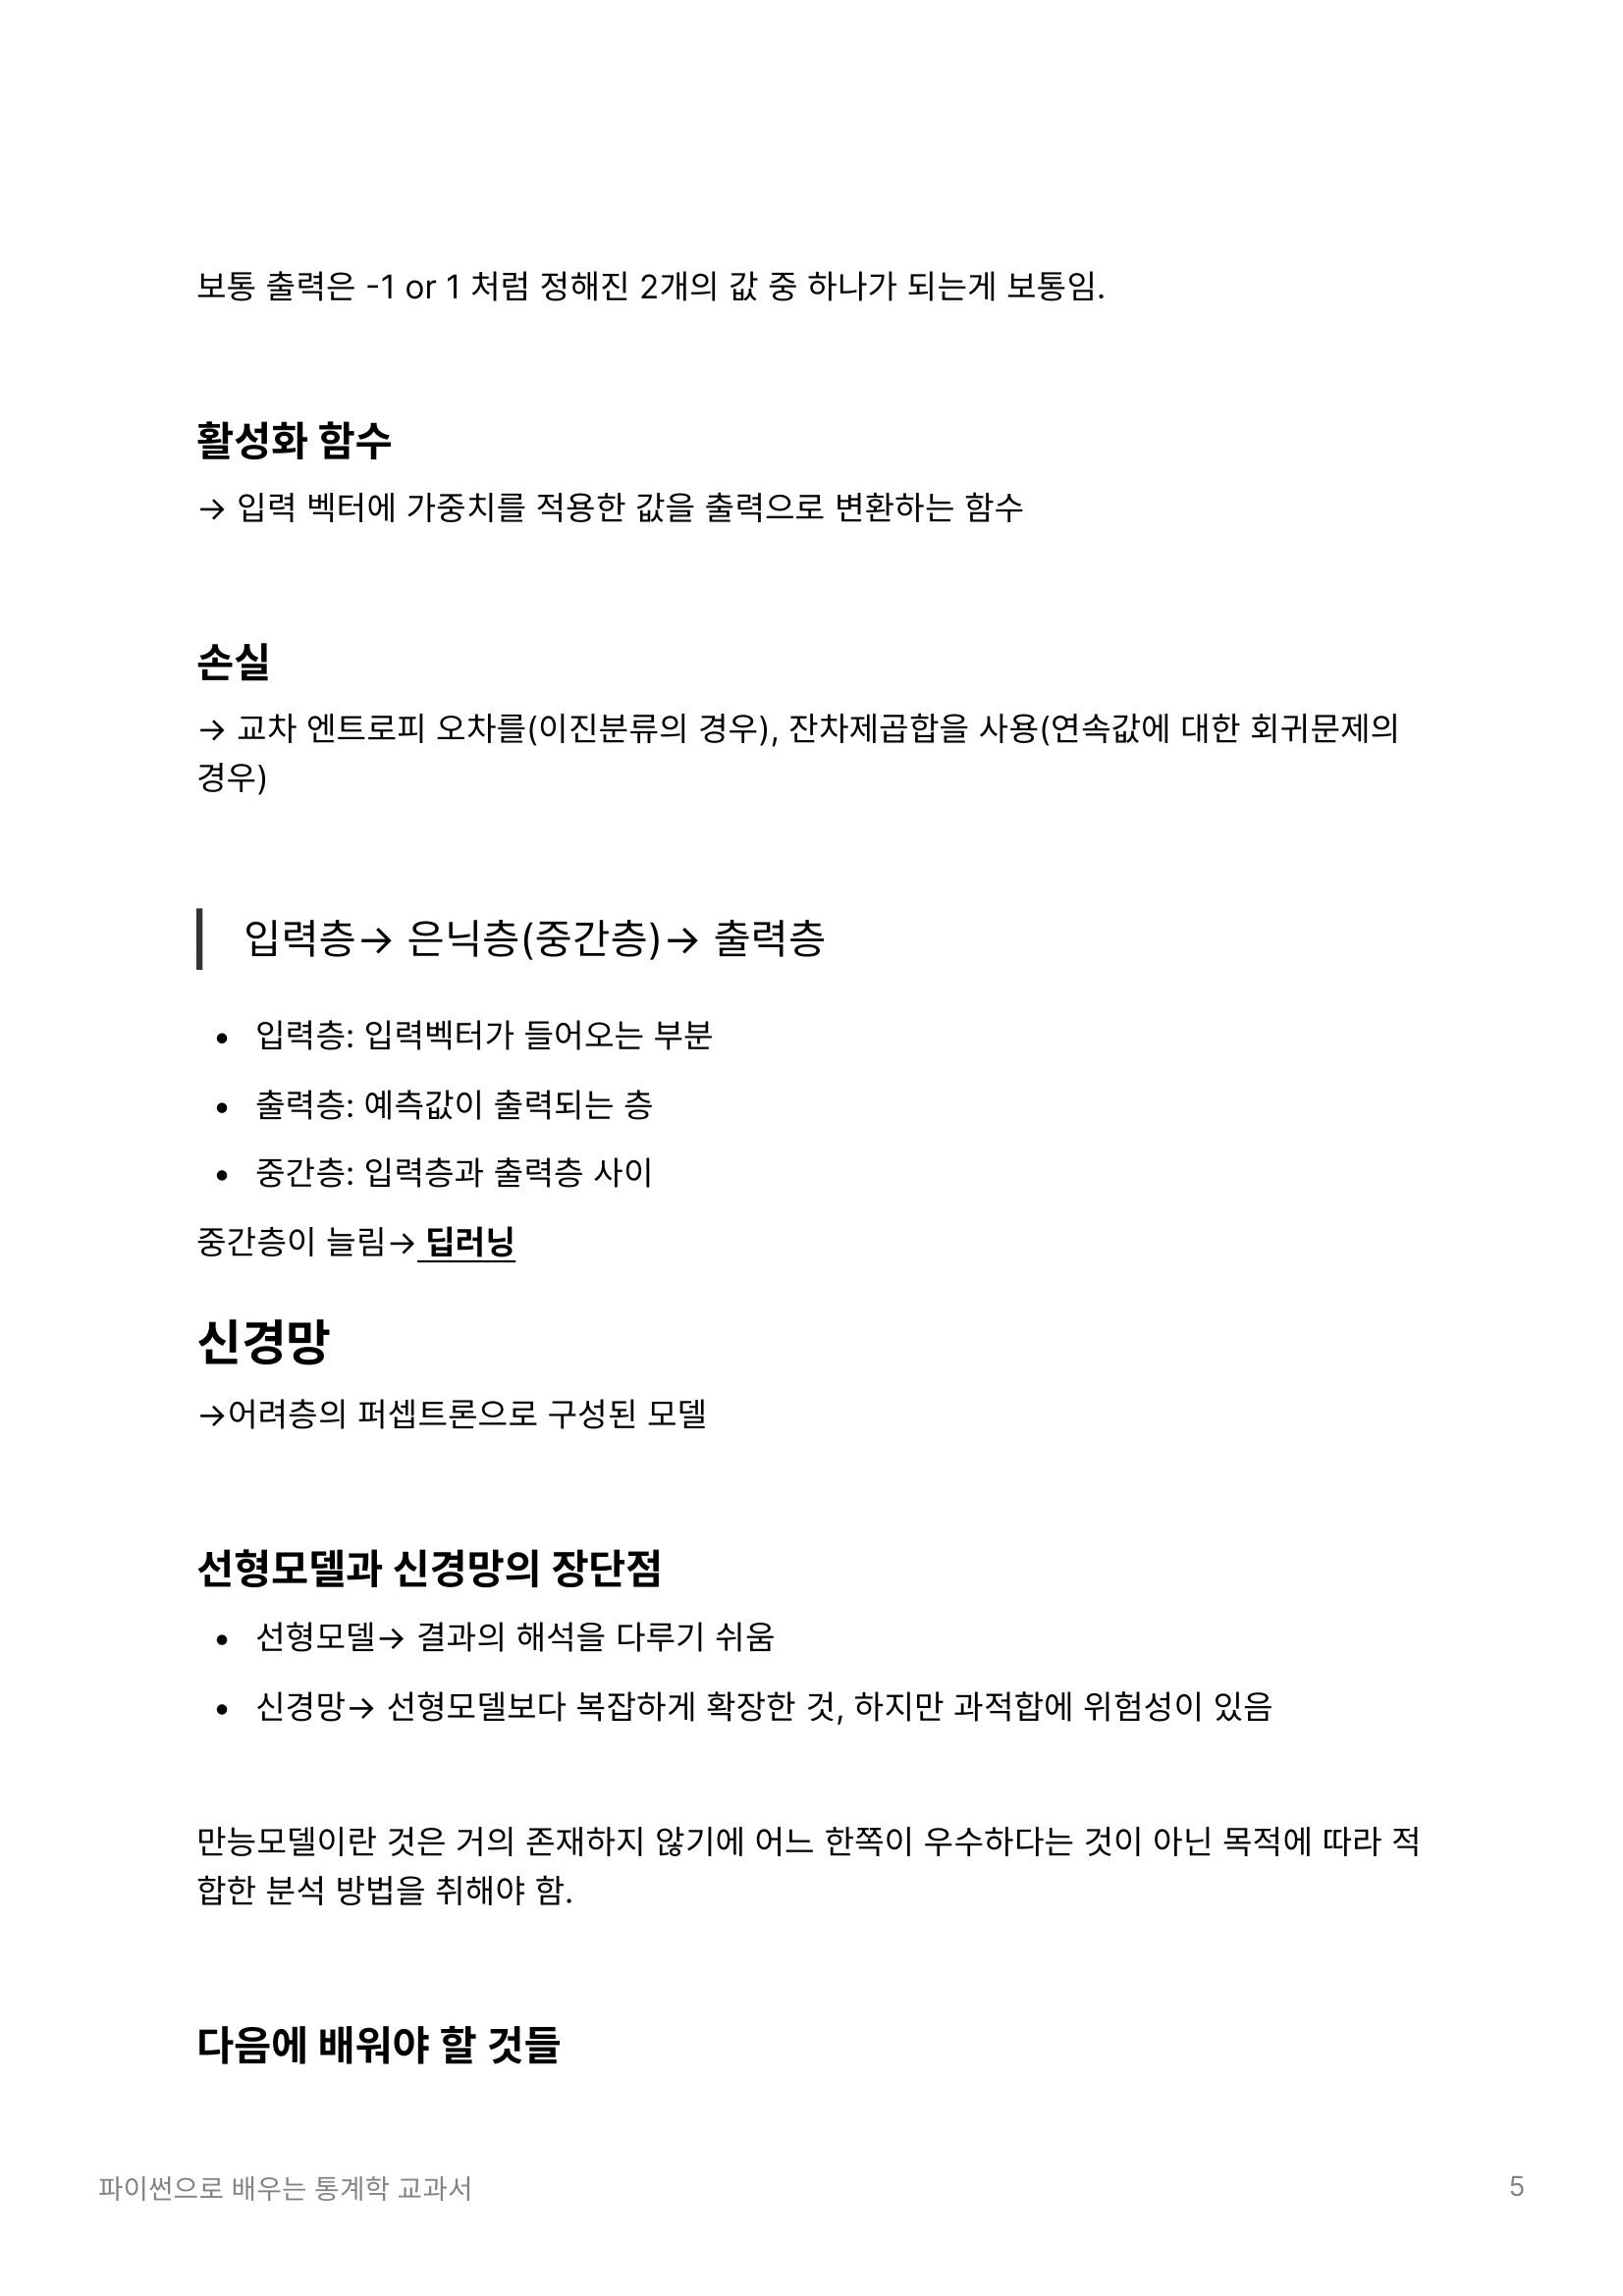 보통 출력은 -1 or 1 처럼 정해진 2개의 값 중 하나가 되는게 보통임.
활성화 함수
→ 입력 벡터에 가중치를 적용한 값을 출력으로 변환하는 함수
손실
→ 교차 엔트로피 오차를(이진분류의 경우), 잔차제곱합을 사용(연속값에 대한 회귀문제의
경우)
입력층→ 은닉층(중간층)→ 출력층
• 입력층: 입력벡터가 들어오는 부분
• 출력층: 예측값이 출력되는 층
• 중간층: 입력층과 출력층 사이
중간층이 늘림→ 딥러닝
신경망
→어려층의 퍼셉트론으로 구성된 모델
선형모델과 신경망의 장단점
• 선형모델→ 결과의 해석을 다루기 쉬움
• 신경망→ 선형모델보다 복잡하게 확장한 것, 하지만 과적합에 위험성이 있음
만능모델이란 것은 거의 존재하지 않기에 어느 한쪽이 우수하다는 것이 아닌 목적에 따라 적
합한 분석 방법을 취해야 함.
다음에 배워야 할 것들
파이썬으로 배우는 통계학 교과서 5